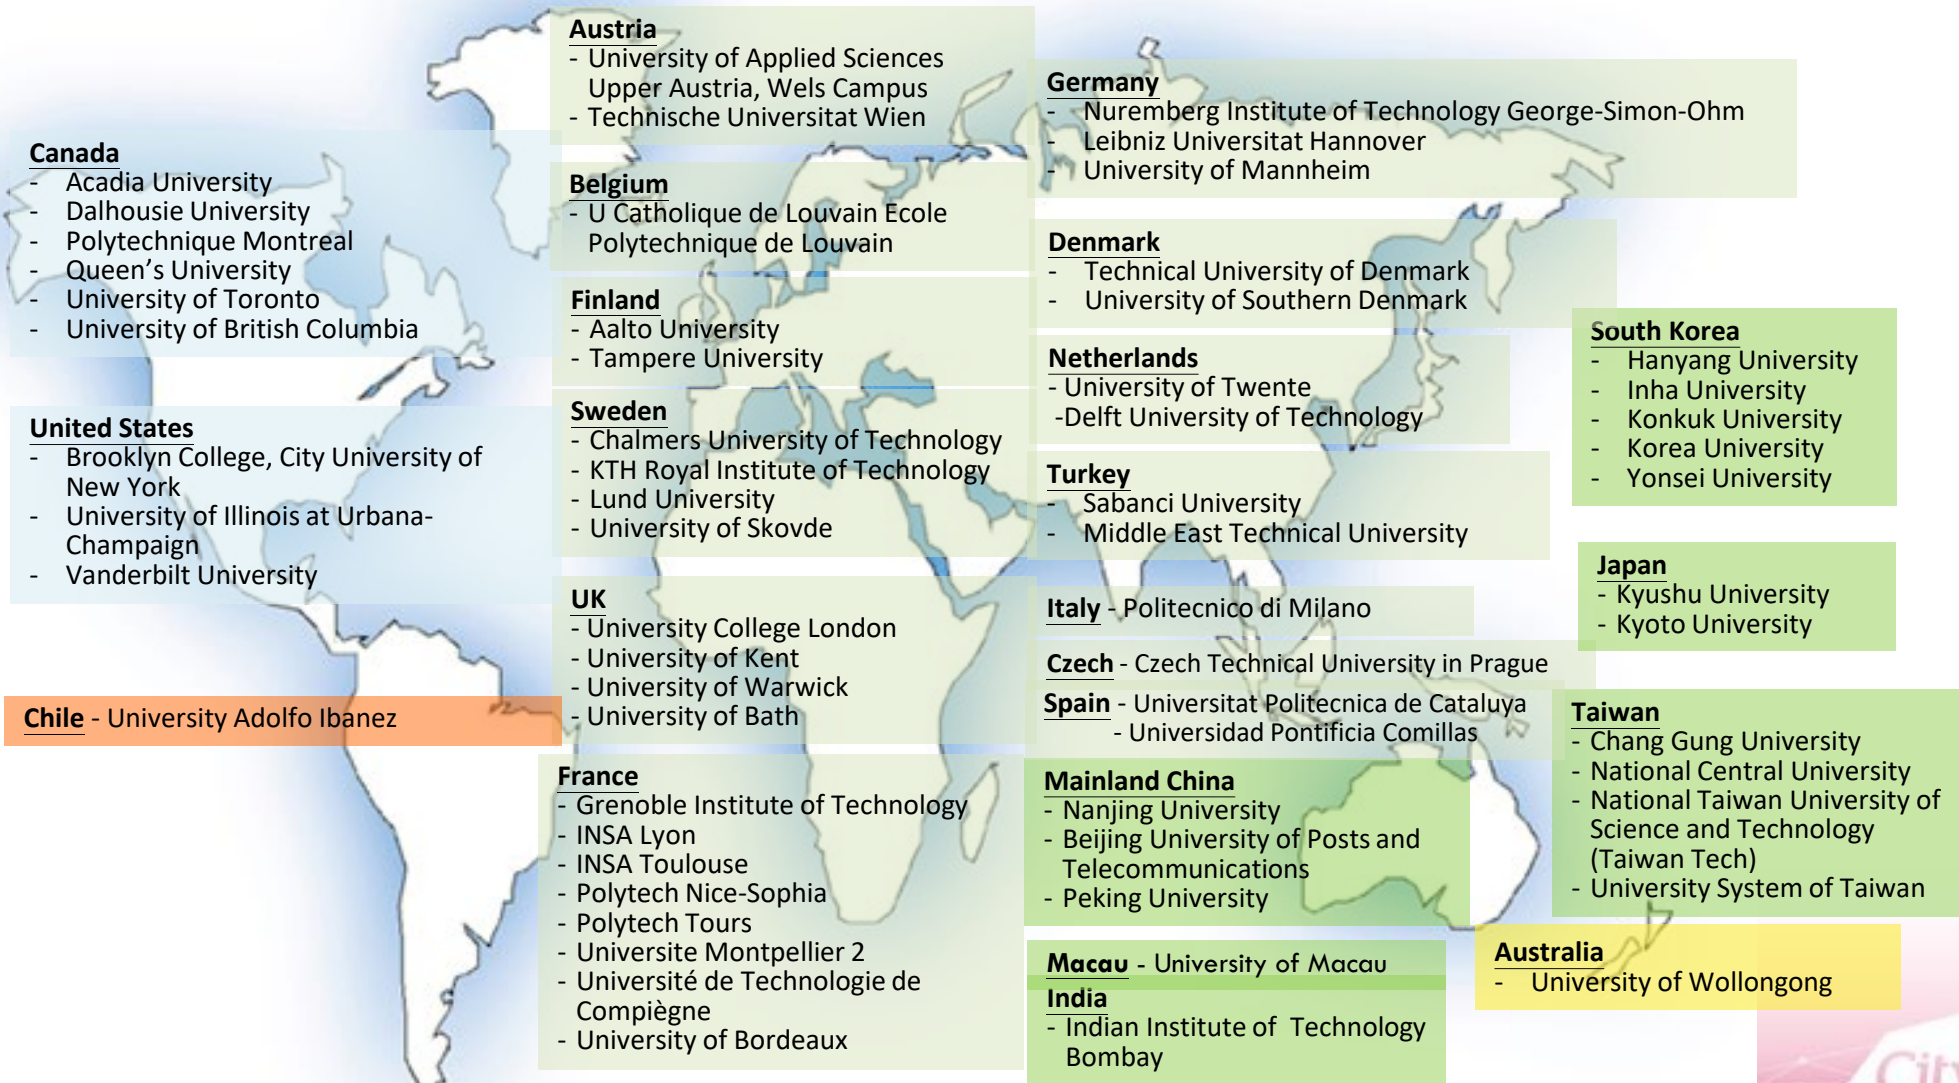 Canada
- Acadia University
- Dalhousie University
- Polytechnique Montreal
- Queen's University
- University of Toronto
- University of British Columbia
United States
- Brooklyn College, City University of
New York
- University of Illinois at Urbana-
Champaign
- Vanderbilt University
Chile - University Adolfo Ibanez
Austria
- University of Applied Sciences
Upper Austria, Wels Campus
- Technische Universitat Wien
Belgium
- U Catholique de Louvain Ecole
Polytechnique de Louvain
Finland
- Aalto University
- Tampere University
Sweden
- Chalmers University of Technology
- KTH Royal Institute of Technology
- Lund University
- University of Skovde
UK
- University College London
- University of Kent
- University of Warwick
- University of Bath
France
- Grenoble Institute of Technology
- INSA Lyon
- INSA Toulouse
- Polytech Nice-Sophia
- Polytech Tours
- Universite Montpellier 2
- Université de Technologie de
Compiègne
- University of Bordeaux
Germany
- Nuremberg Institute of Technology George-Simon-Ohm
- Leibniz Universitat Hannover
- University of Mannheim
Denmark
- Technical University of Denmark
- University of Southern Denmark
Netherlands
- University of Twente
-Delft University of Technology
Turkey
- Sabanci University
- Middle East Technical University
Italy - Politecnico di Milano
Czech - Czech Technical University in Prague
Spain - Universitat Politecnica de Cataluya
- Universidad Pontificia Comillas
Mainland China
- Nanjing University
- Beijing University of Posts and
Telecommunications
- Peking University
Macau - University of Macau
India
- Indian Institute of Technology
Bombay
South Korea
- Hanyang University
- Inha University
- Konkuk University
- Korea University
- Yonsei University
Japan
- Kyushu University
- Kyoto University
Taiwan
- Chang Gung University
- National Central University
- National Taiwan University of
Science and Technology
(Taiwan Tech)
- University System of Taiwan
Australia
- University of Wollongong